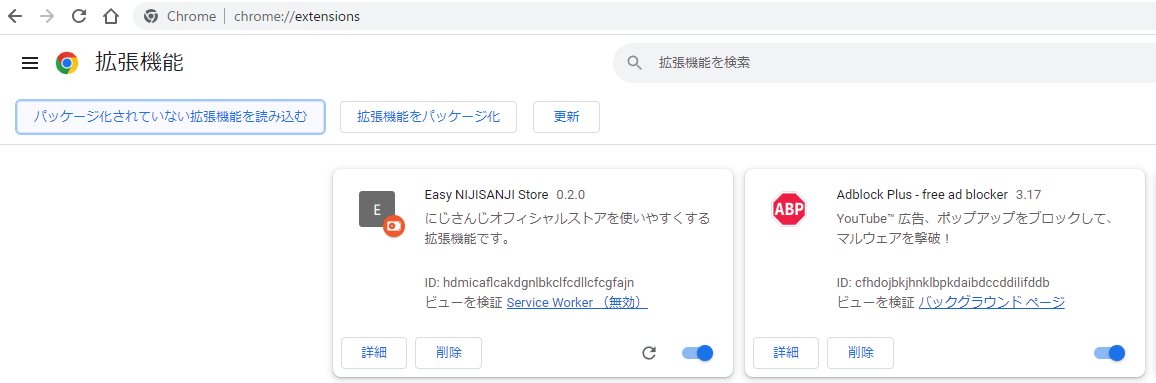 Chrome | chrome://extensions
拡張機能
拡張機能を検索
パッケージ化されていない拡張機能を読み込む
拡張機能をパッケージ化
更新
E
Easy NIJISANJI Store 0.2.0
にじさんじオフィシャルストアを使いやすくする
拡張機能です。
ID: hdmicaflcakdgnlbkclfcdllcfcgfajn
ビューを検証 Service Worker （無効）
詳細
削除
ABP
Adblock Plus - free ad blocker 3.17
YouTube™ 広告、ポップアップをブロックして、
マルウェアを撃破！
ID: cfhdojbkjhnklbpkdaibdccddilifddb
ビューを検証 バックグラウンド ページ
詳細
削除